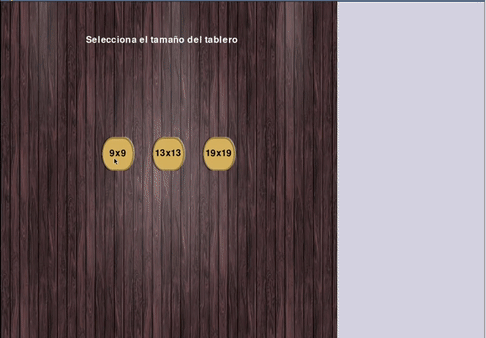 Selecciona el tamaño del tablero
9x9 13x13 19x19